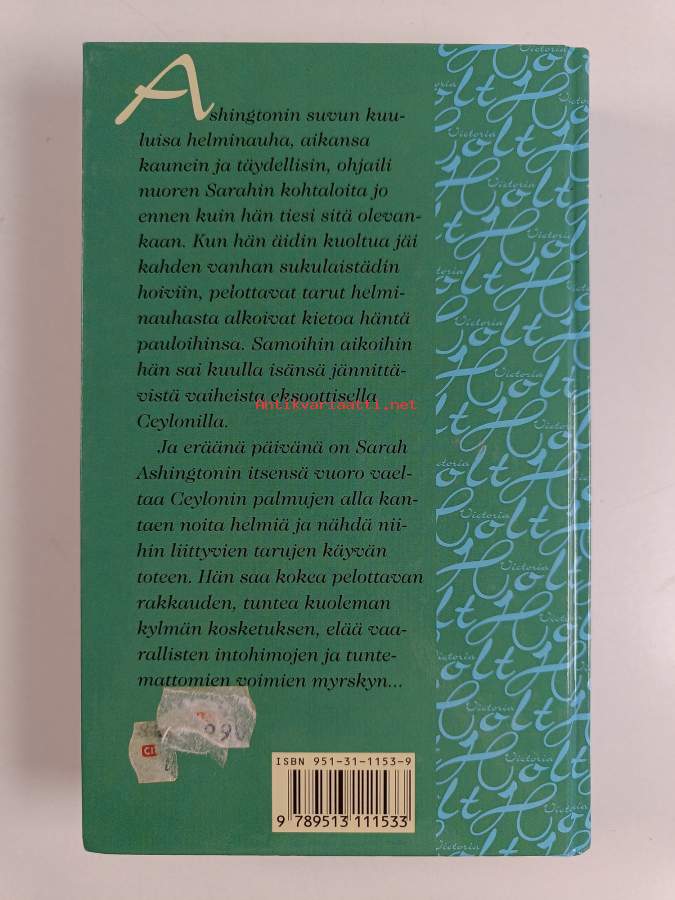 Ashingtonin suvun kuu-
luisa helminauha, aikansa
kaunein ja täydellisin, ohjaili
nuoren Sarahin kohtaloita jo
ennen kuin hän tiesi sitä olevan-
kaan. Kun hän äidin kuoltua jäi
kahden vanhan sukulaistädin
hoiviin, pelottavat tarut helmi-
nauhasta alkoivat kietoa häntä
pauloihinsa. Samoihin aikoihin
hän sai kuulla isänsä jännittä-
vistä vaiheista eksoottisella
Antikvariaatti.net
Ceylonilla.
Ja eräänä päivänä on Sarah
Ashingtonin itsensä vuoro vael-
taa Ceylonin palmujen alla kan-
taen noita helmiä ja nähdä nii-
hin liittyvien tarujen käyvän
toteen. Hän saa kokea pelottavan
rakkauden, tuntea kuoleman
kylmän kosketuksen, elää vaa-
rallisten intohimojen ja tunte-
mattomien voimien myrskyn...
ISBN 951-31-1153-9
9 789513 111533
Victoria
Holt